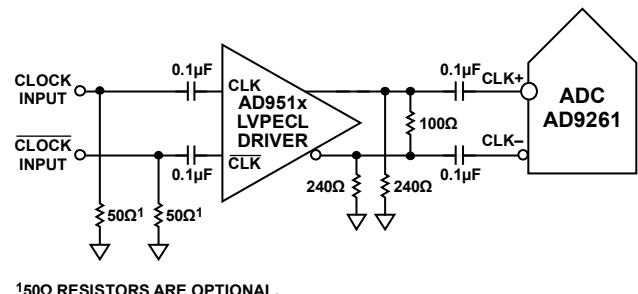 CLOCK
INPUT
0.1µF
CLK
AD951x
LVPECL
DRIVER
CLK
0.1µF
CLOCK
INPUT
50Ω¹
50Ω¹
240Ω
240Ω
100Ω
0.1µF
CLK+
CLK–
0.1µF
ADC
AD9261
¹50Ω RESISTORS ARE OPTIONAL.